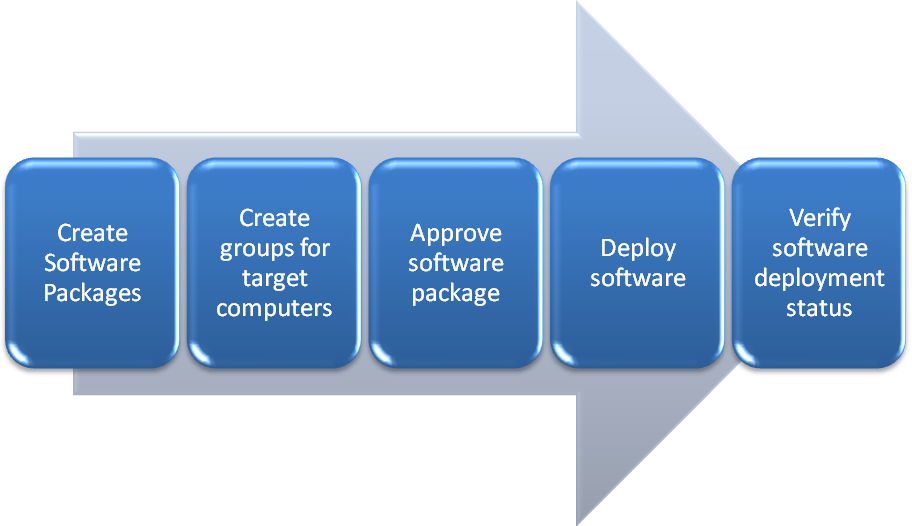 Create
Software
Packages
Create
groups for
target
computers
Approve
software
package
Deploy
software
Verify
software
deployment
status